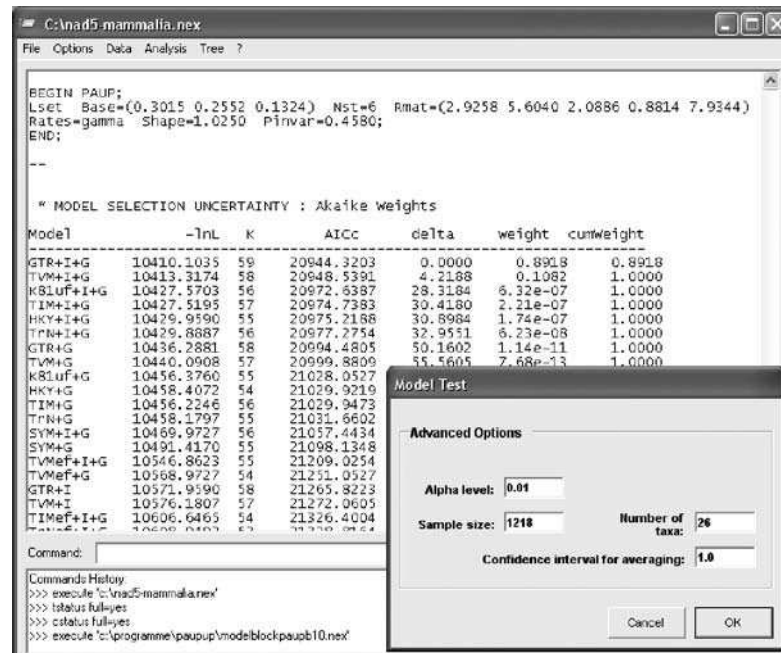 C:\nad5-mammalia.nex
File Options Data Analysis Tree ?
BEGIN PAUP;
Lset Base=(0.3015 0.2552 0.1324) Nst=6 Rmat=(2.9258 5.6040 2.0886 0.8814 7.9344)
Rates=gamma Shape=1.0250 Pinvar=0.4580;
END;
--
* MODEL SELECTION UNCERTAINTY : Akaike Weights
Model -lnL K AICc delta weight cumWeight
GTR+I+G 10410.1035 59 20944.3203 0.0000 0.8918 0.8918
TVM+I+G 10413.3174 58 20948.5391 4.2188 0.1082 1.0000
K81uf+I+G 10427.5703 56 20972.6387 28.3184 6.32e-07 1.0000
TIM+I+G 10427.5195 57 20974.7383 30.4180 2.21e-07 1.0000
HKY+I+G 10429.9590 55 20975.2188 30.8984 1.74e-07 1.0000
TrN+I+G 10429.8887 56 20977.2754 32.9551 6.23e-08 1.0000
GTR+G 10436.2881 58 20994.4805 50.1602 1.14e-11 1.0000
TVM+G 10440.0908 57 20999.8809 55.5605 7.68e-13 1.0000
K81uf+G 10456.3760 55 21028.0527
HKY+G 10458.4072 54 21029.9219
TIM+G 10456.2246 56 21029.9473
TrN+G 10458.1797 55 21031.6602
SYM+I+G 10469.9727 56 21057.4434
SYM+G 10491.4170 55 21098.1348
TVMef+I+G 10546.8623 55 21209.0254
TVMef+G 10568.9727 54 21251.0527
GTR+I 10571.9590 58 21265.8223
TVM+I 10576.1807 57 21272.0605
TIMef+I+G 10606.6465 54 21326.4004
Model Test
Advanced Options
Alpha level: 0.01
Sample size: 1218 Number of taxa: 26
Confidence interval for averaging: 1.0
Cancel OK
Command:
Commands History:
>>> execute 'c:\nad5-mammalia.nex'
>>> tstatus full=yes
>>> cstatus full=yes
>>> execute 'c:\programme\paupup\modelblockpaupb10.nex'